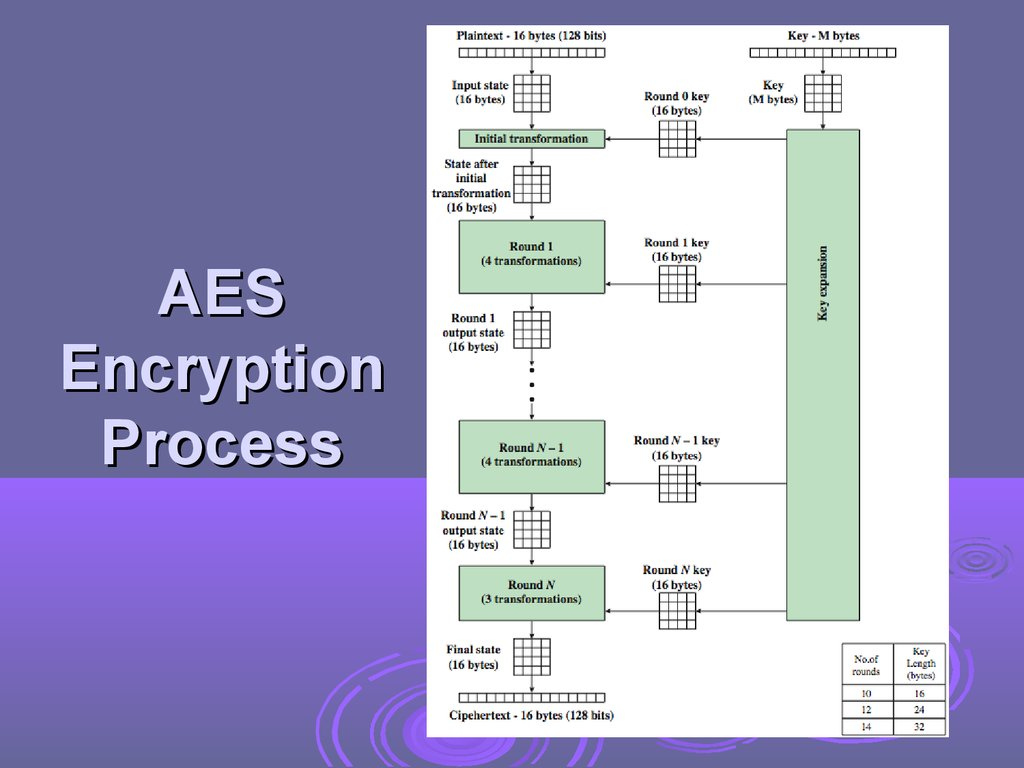 AES
Encryption
Process
Plaintext - 16 bytes (128 bits)
Key - M bytes
Input state
(16 bytes)
Key
(M bytes)
Round 0 key
(16 bytes)
Initial transformation
State after
initial
transformation
(16 bytes)
Round 1
(4 transformations)
Round 1 key
(16 bytes)
Key expansion
Round 1
output state
(16 bytes)
Round N – 1
(4 transformations)
Round N – 1 key
(16 bytes)
Round N – 1
output state
(16 bytes)
Round N
(3 transformations)
Round N key
(16 bytes)
Final state
(16 bytes)
Cipehertext - 16 bytes (128 bits)
No.of
rounds
Key
Length
(bytes)
10 16
12 24
14 32